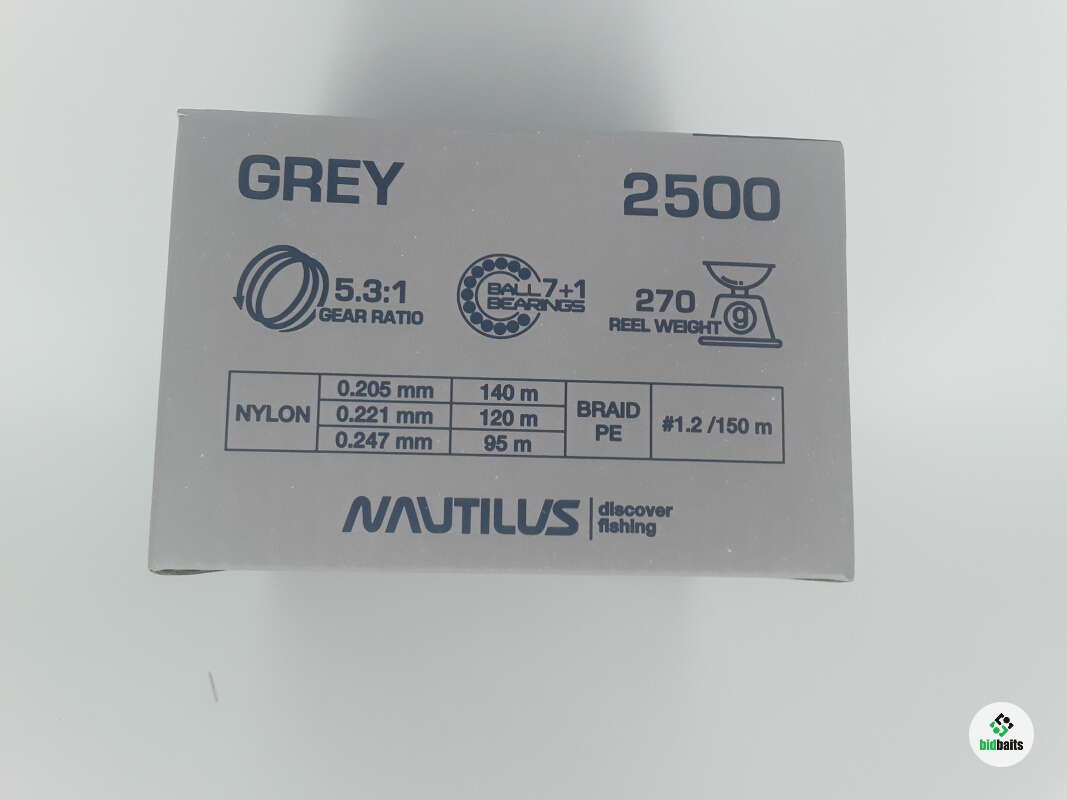 GREY 2500
5.3:1
GEAR RATIO
BALL 7+1
BEARINGS
270
REEL WEIGHT g
NYLON
0.205 mm 140 m
0.221 mm 120 m
0.247 mm 95 m
BRAID
PE
#1.2 /150 m
NAUTILUS
discover
fishing
bidbaits